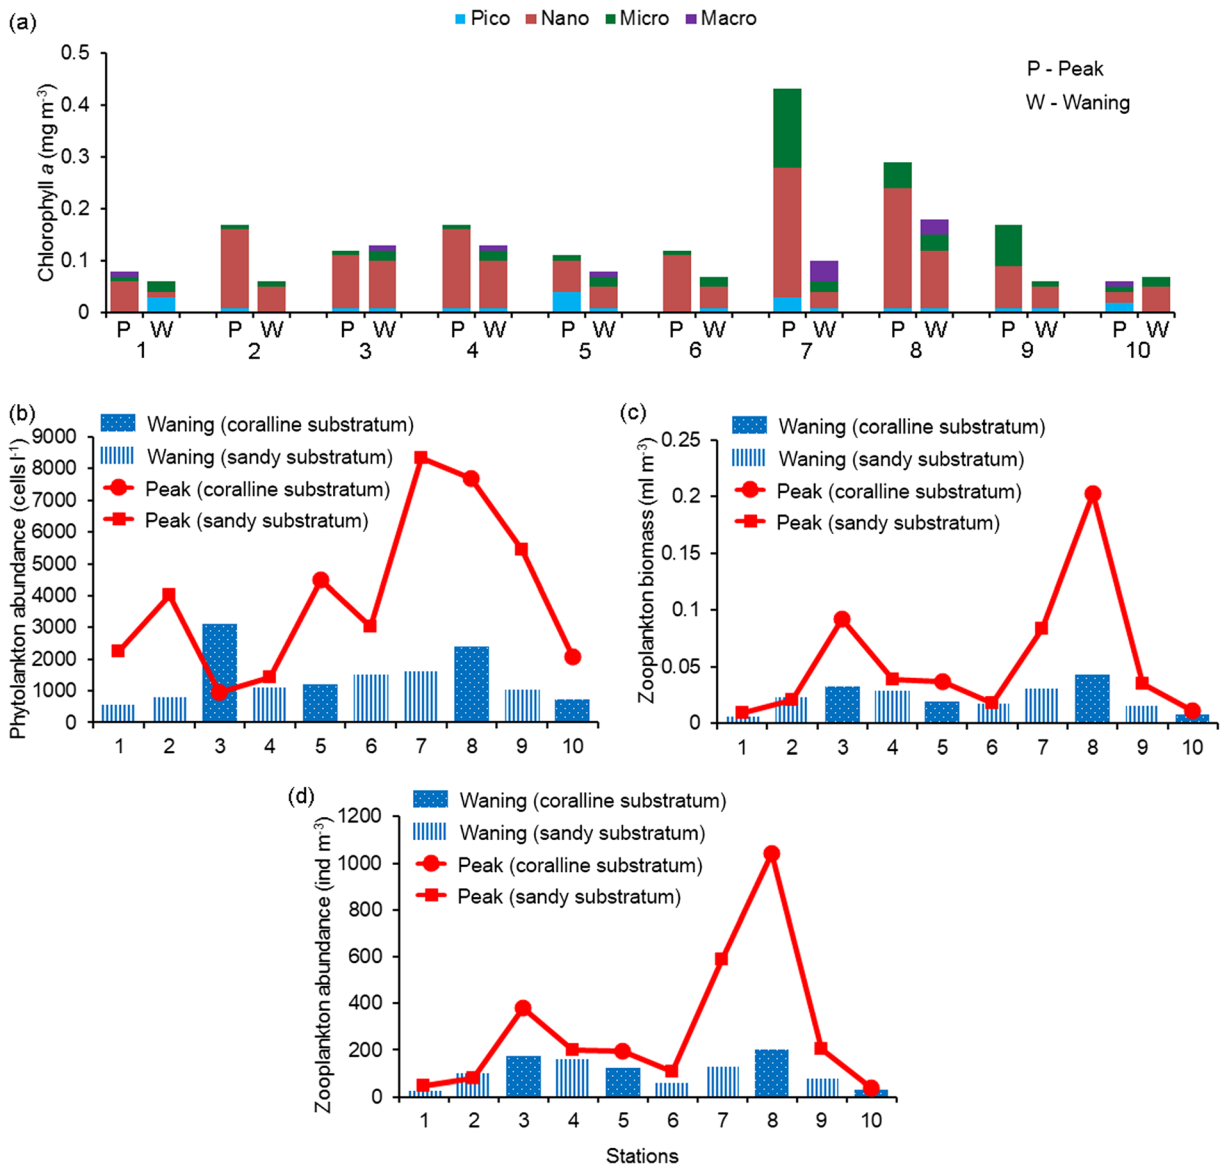 (a)
Pico Nano Micro Macro
P - Peak
W - Waning
Chlorophyll a (mg m-3)
0.5
0.4
0.3
0.2
0.1
0
P W P W P W P W P W P W P W P W P W P W
1 2 3 4 5 6 7 8 9 10
(b)
Waning (coralline substratum)
Waning (sandy substratum)
Peak (coralline substratum)
Peak (sandy substratum)
Phytolankton abundance (cellsl-1)
9000
8000
7000
6000
5000
4000
3000
2000
1000
0
1 2 3 4 5 6 7 8 9 10
(c)
Waning (coralline substratum)
Waning (sandy substratum)
Peak (coralline substratum)
Peak (sandy substratum)
Zooplankton biomass (ml m-3)
0.25
0.2
0.15
0.1
0.05
0
1 2 3 4 5 6 7 8 9 10
(d)
Waning (coralline substratum)
Waning (sandy substratum)
Peak (coralline substratum)
Peak (sandy substratum)
Zooplankton abundance (ind m-3)
1200
1000
800
600
400
200
0
1 2 3 4 5 6 7 8 9 10
Stations